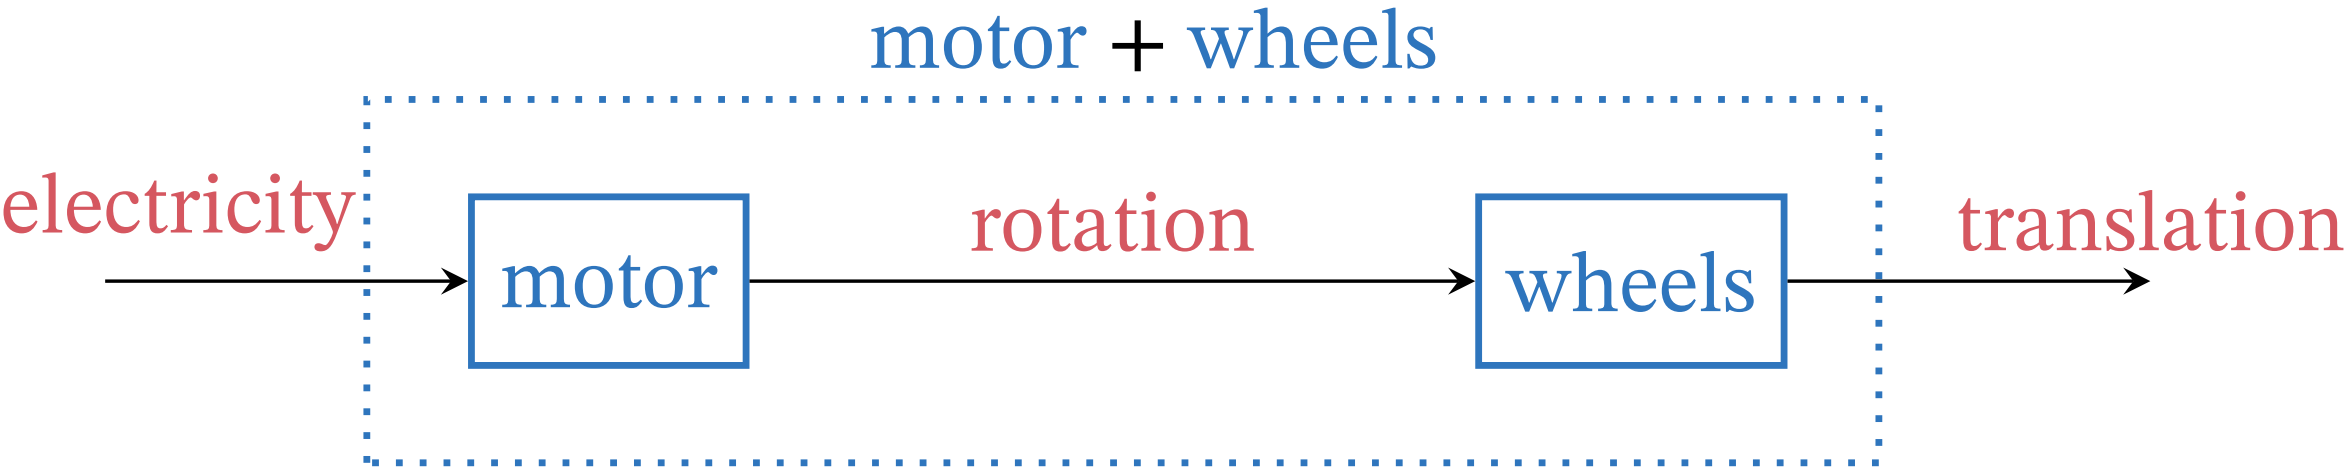 motor + wheels
electricity
rotation
translation
motor
wheels